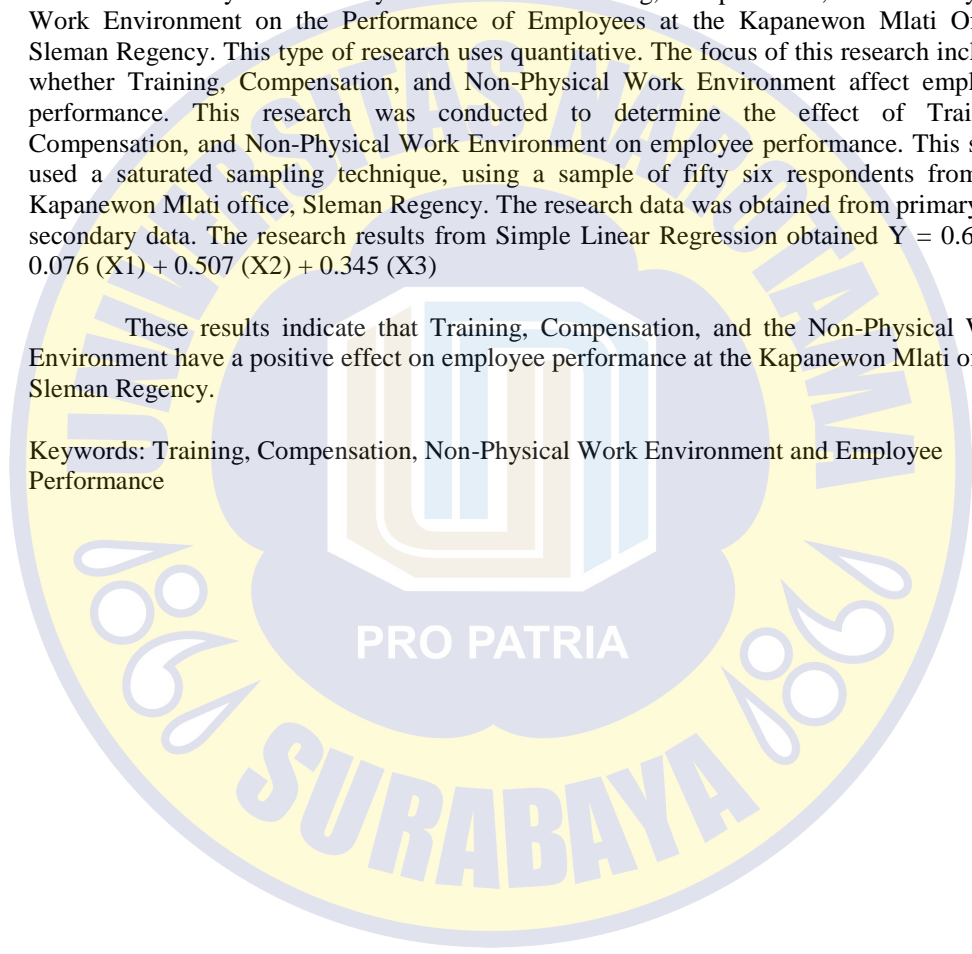 Work Environment on the Performance of Employees at the Kapanewon Mlati
Sleman Regency. This type of research uses quantitative. The focus of this research
whether Training, Compensation, and Non-Physical Work Environment affect
performance. This research was conducted to determine the effect of
Compensation, and Non-Physical Work Environment on employee performance. This
used a saturated sampling technique, using a sample of fifty six respondents from
Kapanewon Mlati office, Sleman Regency. The research data was obtained from primary
secondary data. The research results from Simple Linear Regression obtained Y = 0.6
0.076 (X1) + 0.507 (X2) + 0.345 (X3)
These results indicate that Training, Compensation, and the Non-Physical
Environment have a positive effect on employee performance at the Kapanewon Mlati
Sleman Regency.
Keywords: Training, Compensation, Non-Physical Work Environment and Employee
Performance
UNIVERSITAS NAROTAMA
PRO PATRIA
SURABAYA